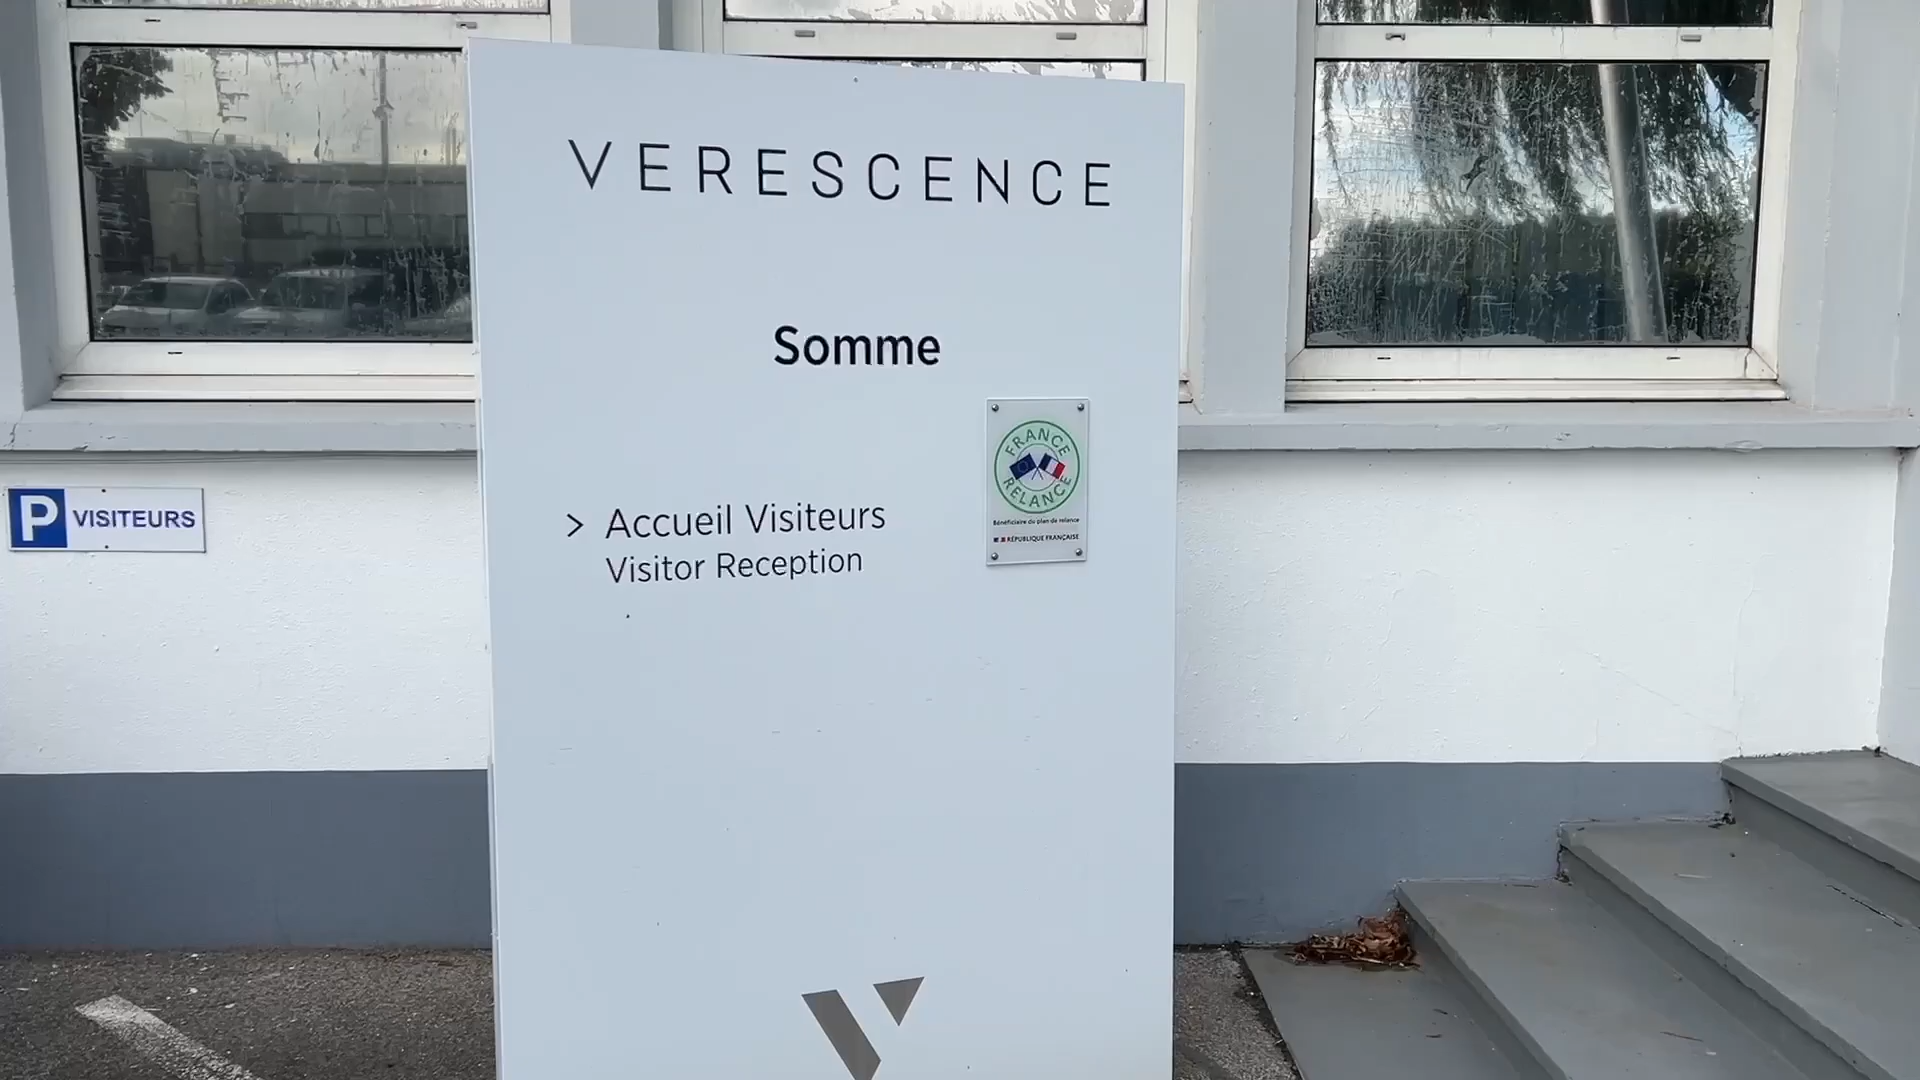 VERESCENCE
Somme
P VISITEURS
> Accueil Visiteurs
Visitor Reception
FRANCE
RELANCE
Bénéficiaire du plan de relance
RÉPUBLIQUE FRANÇAISE